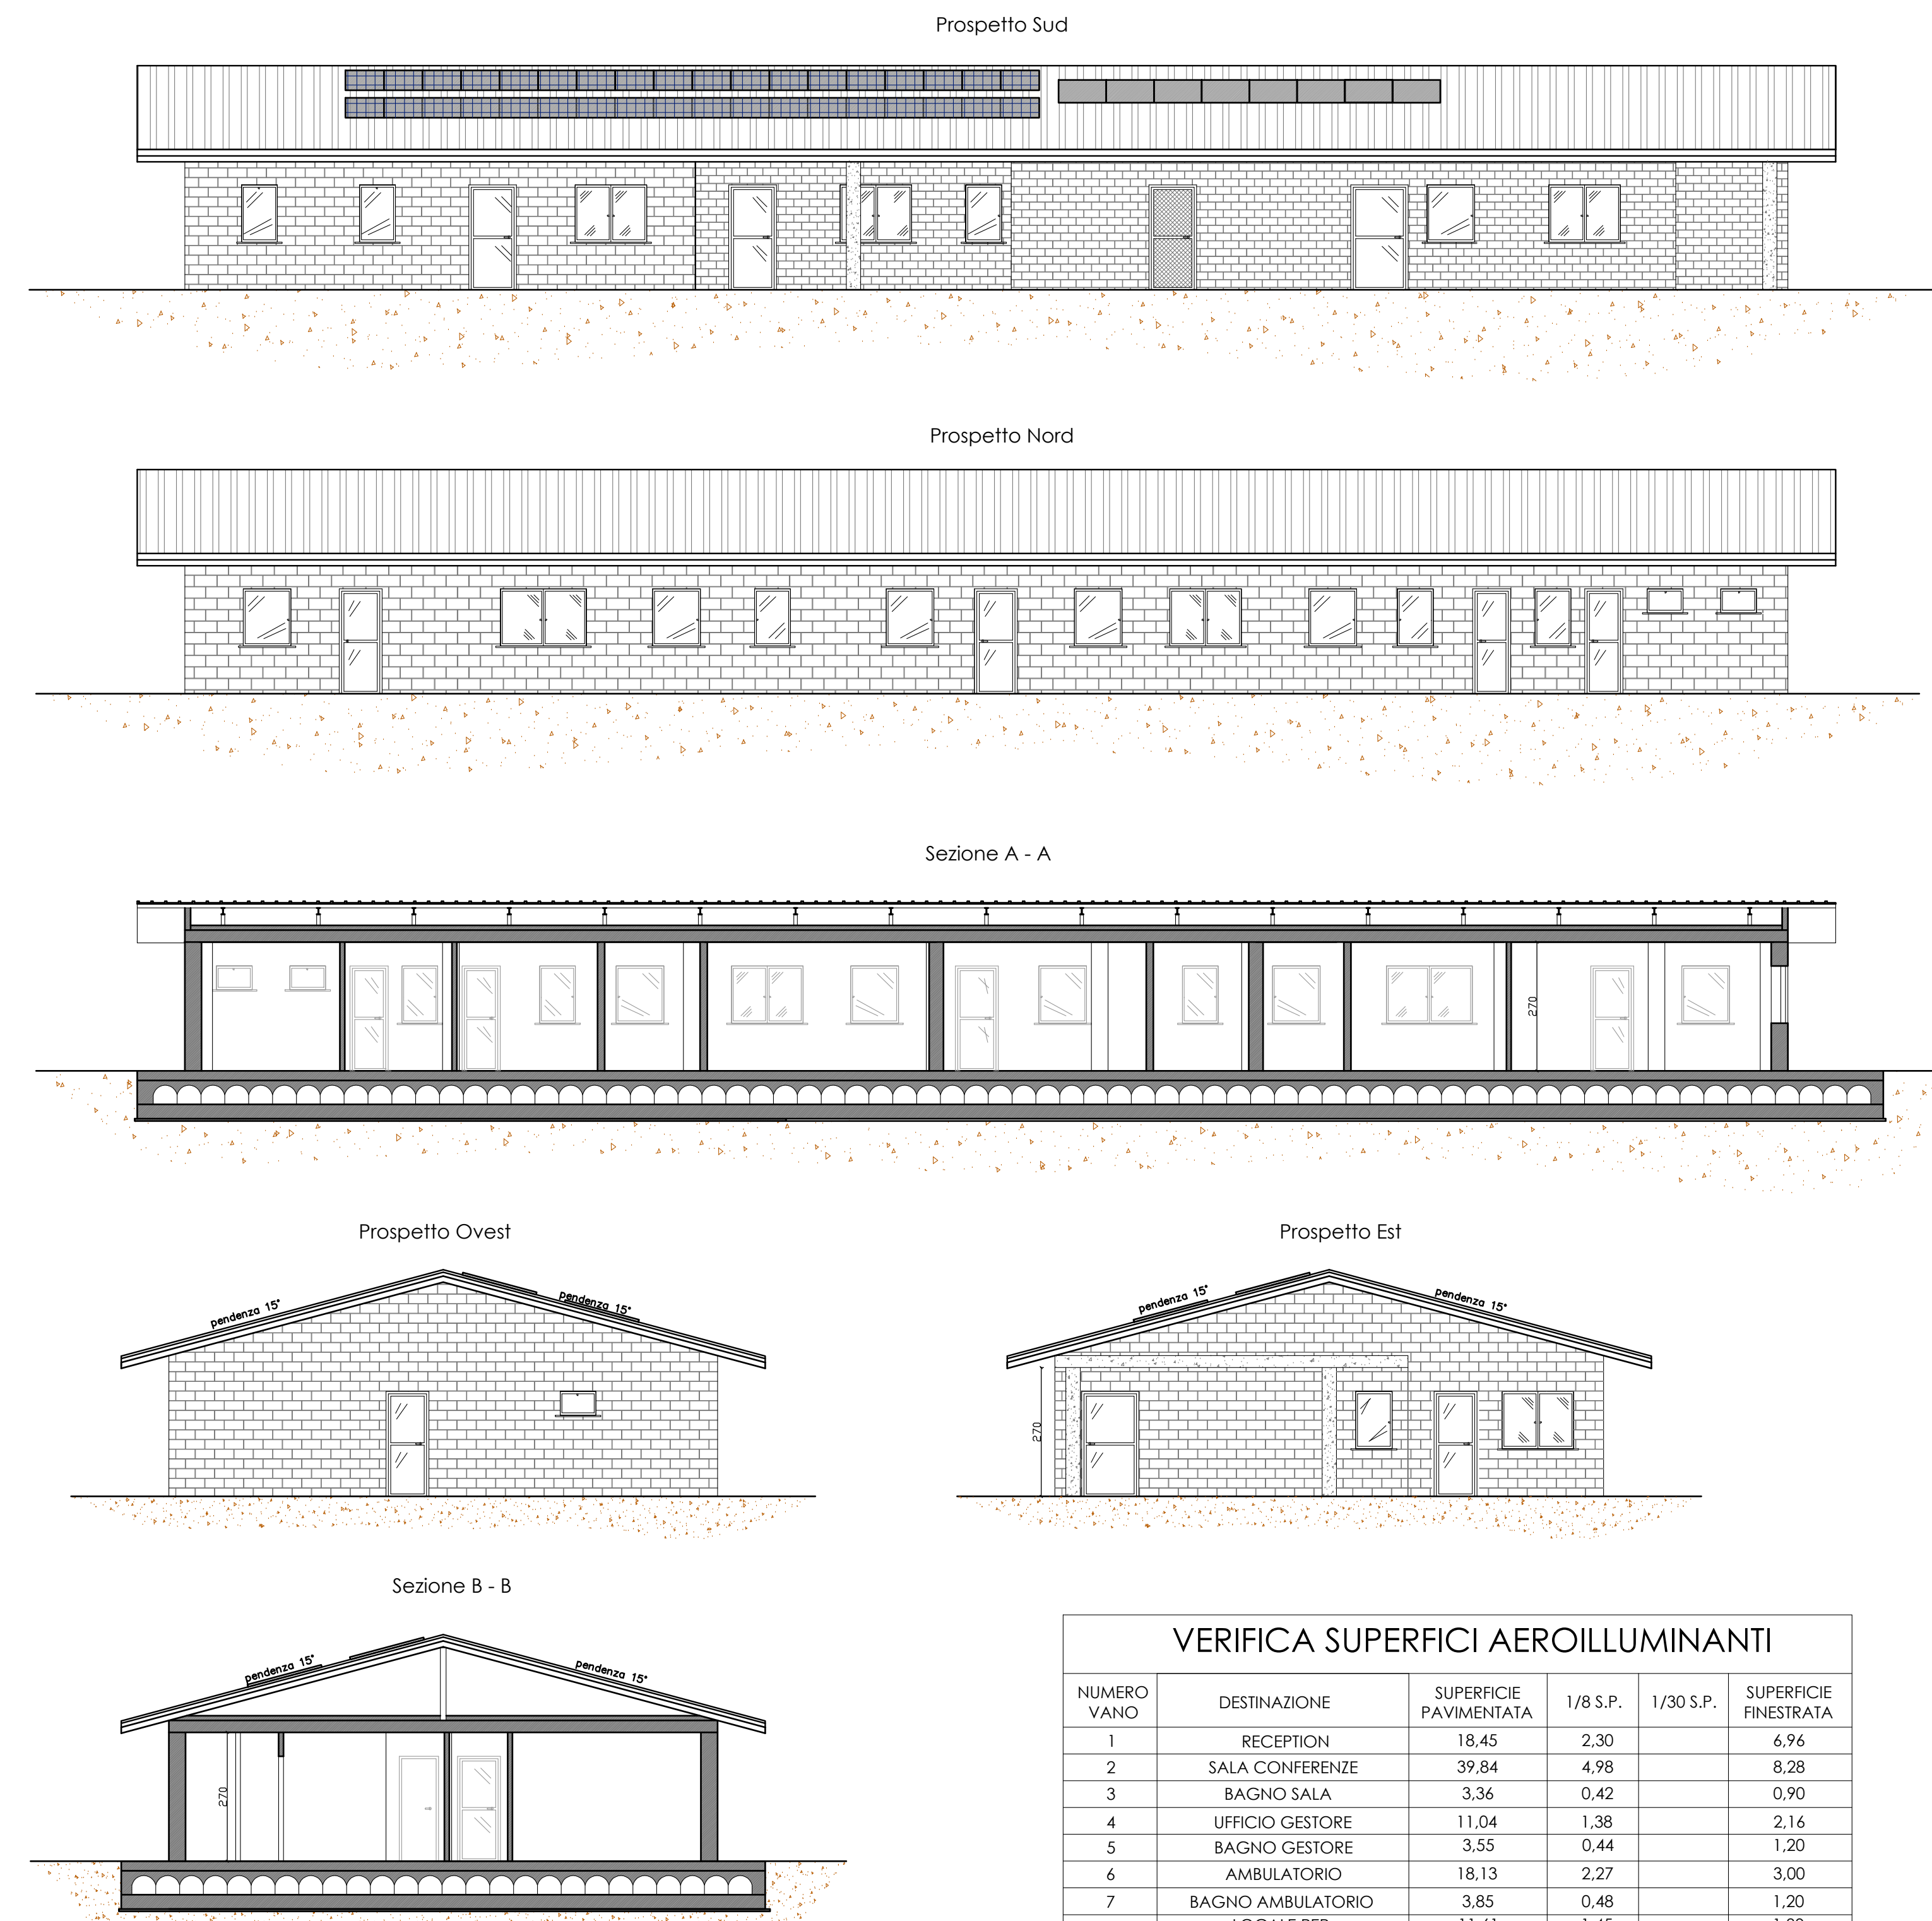 Prospetto Sud
Prospetto Nord
Sezione A - A
270
Prospetto Ovest
Prospetto Est
pendenza 15°
pendenza 15°
pendenza 15°
pendenza 15°
270
Sezione B - B
pendenza 15°
pendenza 15°
270
VERIFICA SUPERFICI AEROILLUMINANTI
NUMERO VANO DESTINAZIONE SUPERFICIE PAVIMENTATA 1/8 S.P. 1/30 S.P. SUPERFICIE FINESTRATA
1 RECEPTION 18,45 2,30 6,96
2 SALA CONFERENZE 39,84 4,98 8,28
3 BAGNO SALA 3,36 0,42 0,90
4 UFFICIO GESTORE 11,04 1,38 2,16
5 BAGNO GESTORE 3,55 0,44 1,20
6 AMBULATORIO 18,13 2,27 3,00
7 BAGNO AMBULATORIO 3,85 0,48 1,20